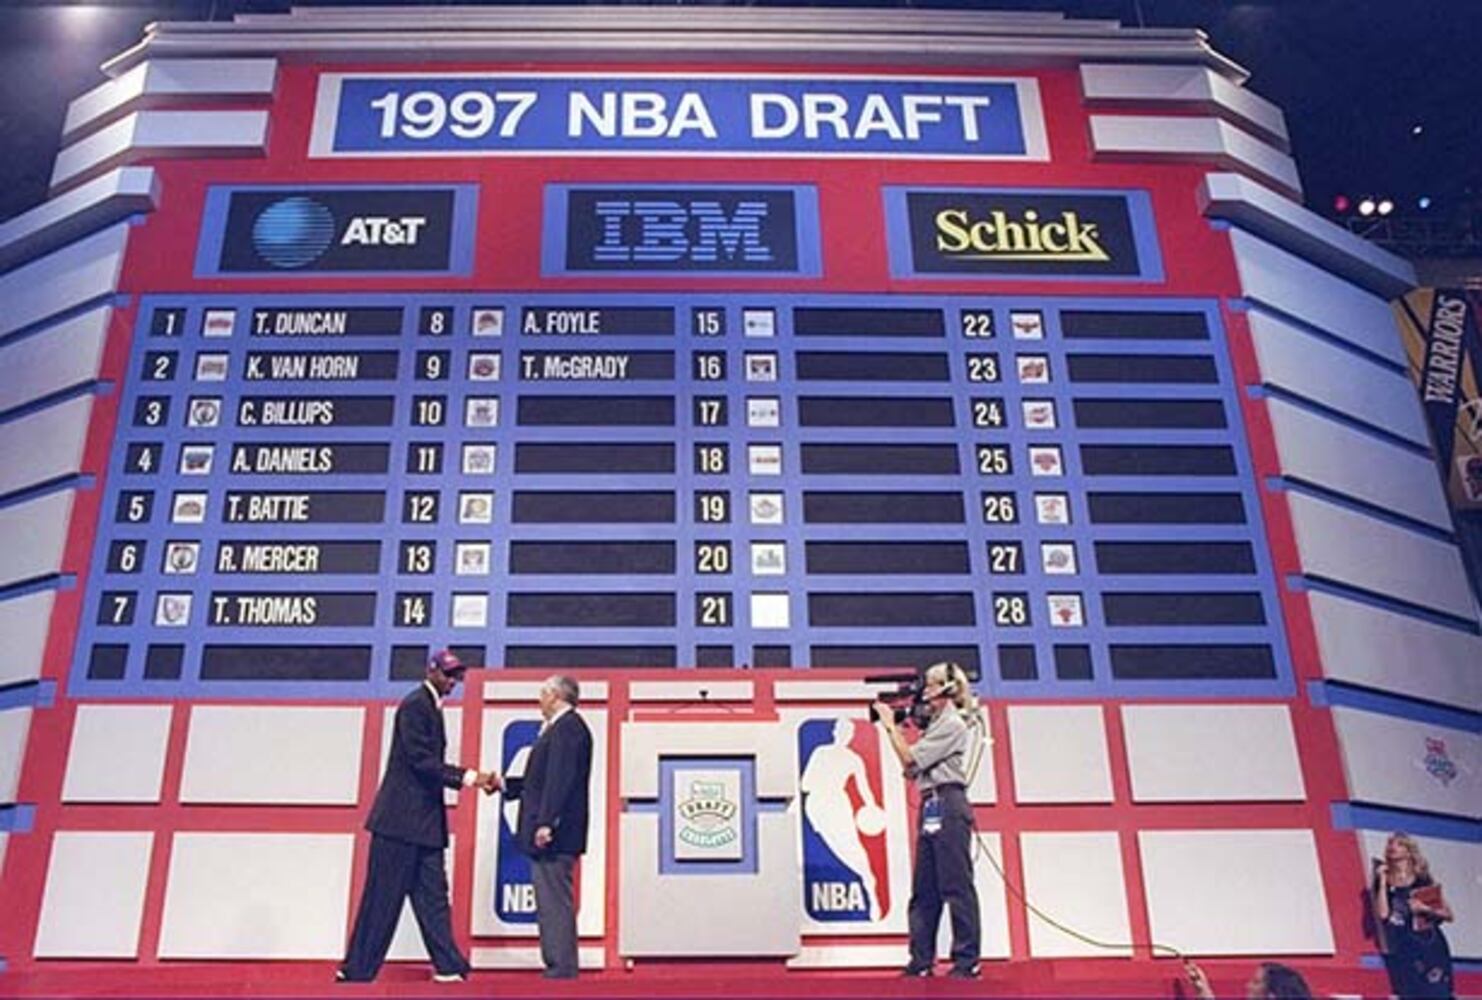 1997 NBA DRAFT
AT&T IBM Schick
1 T. DUNCAN 8 A. FOYLE 15 22
2 K. VAN HORN 9 T. McGRADY 16 23
3 C. BILLUPS 10 17 24
4 A. DANIELS 11 18 25
5 T. BATTIE 12 19 26
6 R. MERCER 13 20 27
7 T. THOMAS 14 21 28
WARRIORS
DRAFT
NB
NBA